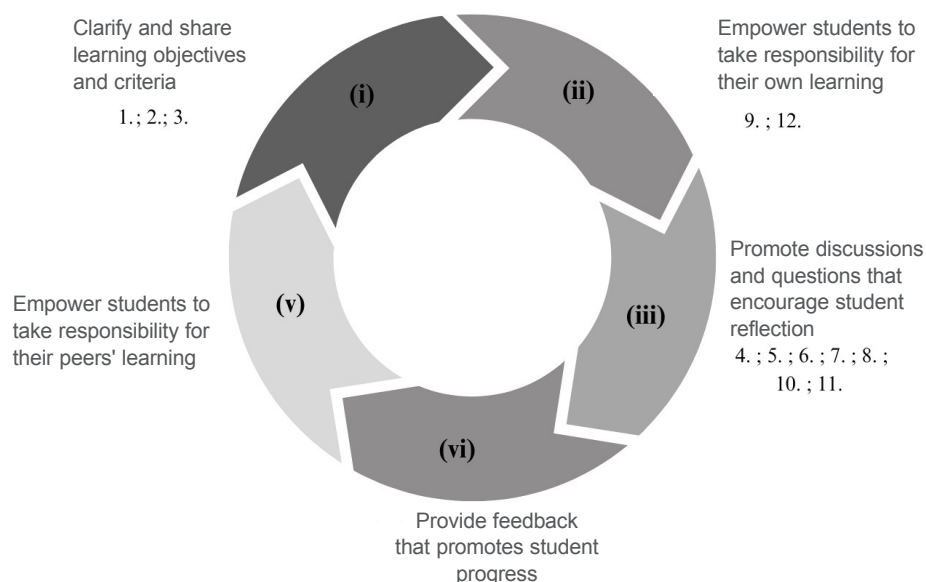 Clarify and share
learning objectives
and criteria
1. ; 2.; 3.
(i)
(ii)
Empower students to
take responsibility for
their own learning
9. ; 12.
(iii)
Promote discussions
and questions that
encourage student
reflection
4. ; 5. ; 6. ; 7. ; 8. ;
10. ; 11.
(vi)
Provide feedback
that promotes student
progress
(v)
Empower students to
take responsibility for
their peers' learning